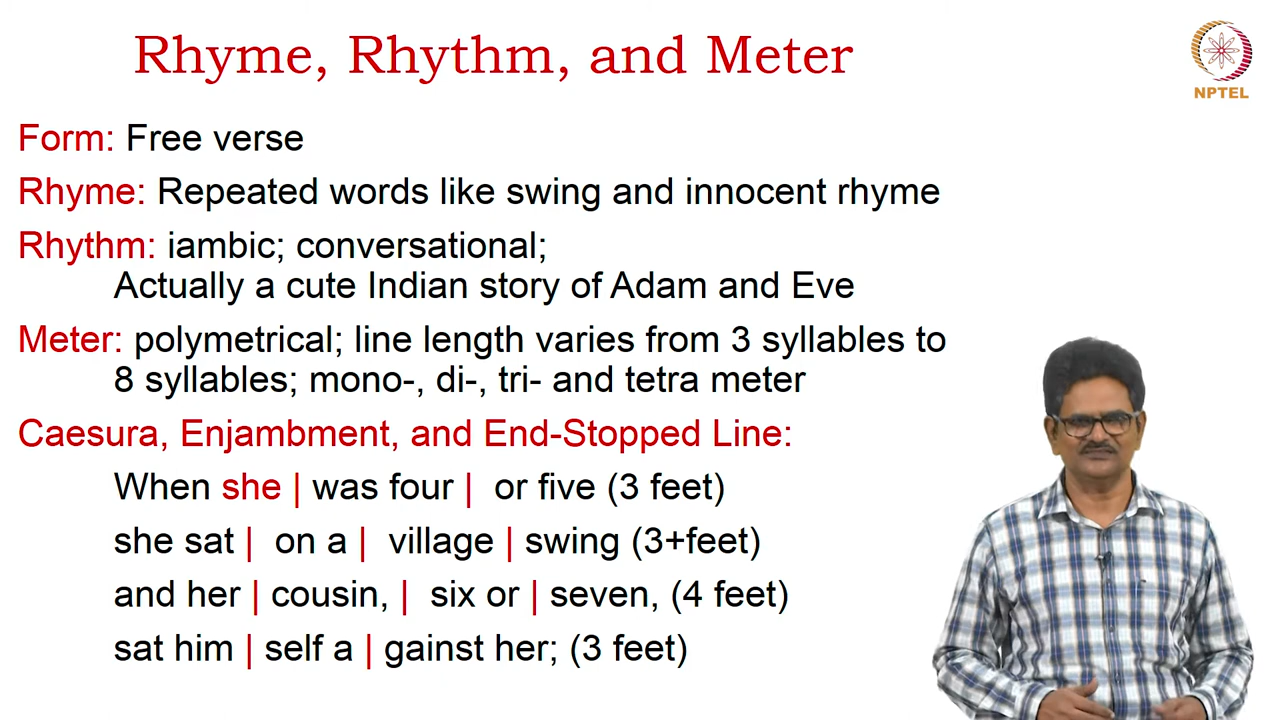 Rhyme, Rhythm, and Meter
NPTEL
Form: Free verse
Rhyme: Repeated words like swing and innocent rhyme
Rhythm: iambic; conversational;
Actually a cute Indian story of Adam and Eve
Meter: polymetrical; line length varies from 3 syllables to
8 syllables; mono-, di-, tri- and tetra meter
Caesura, Enjambment, and End-Stopped Line:
When she | was four | or five (3 feet)
she sat | on a | village | swing (3+feet)
and her | cousin, | six or | seven, (4 feet)
sat him | self a | gainst her; (3 feet)